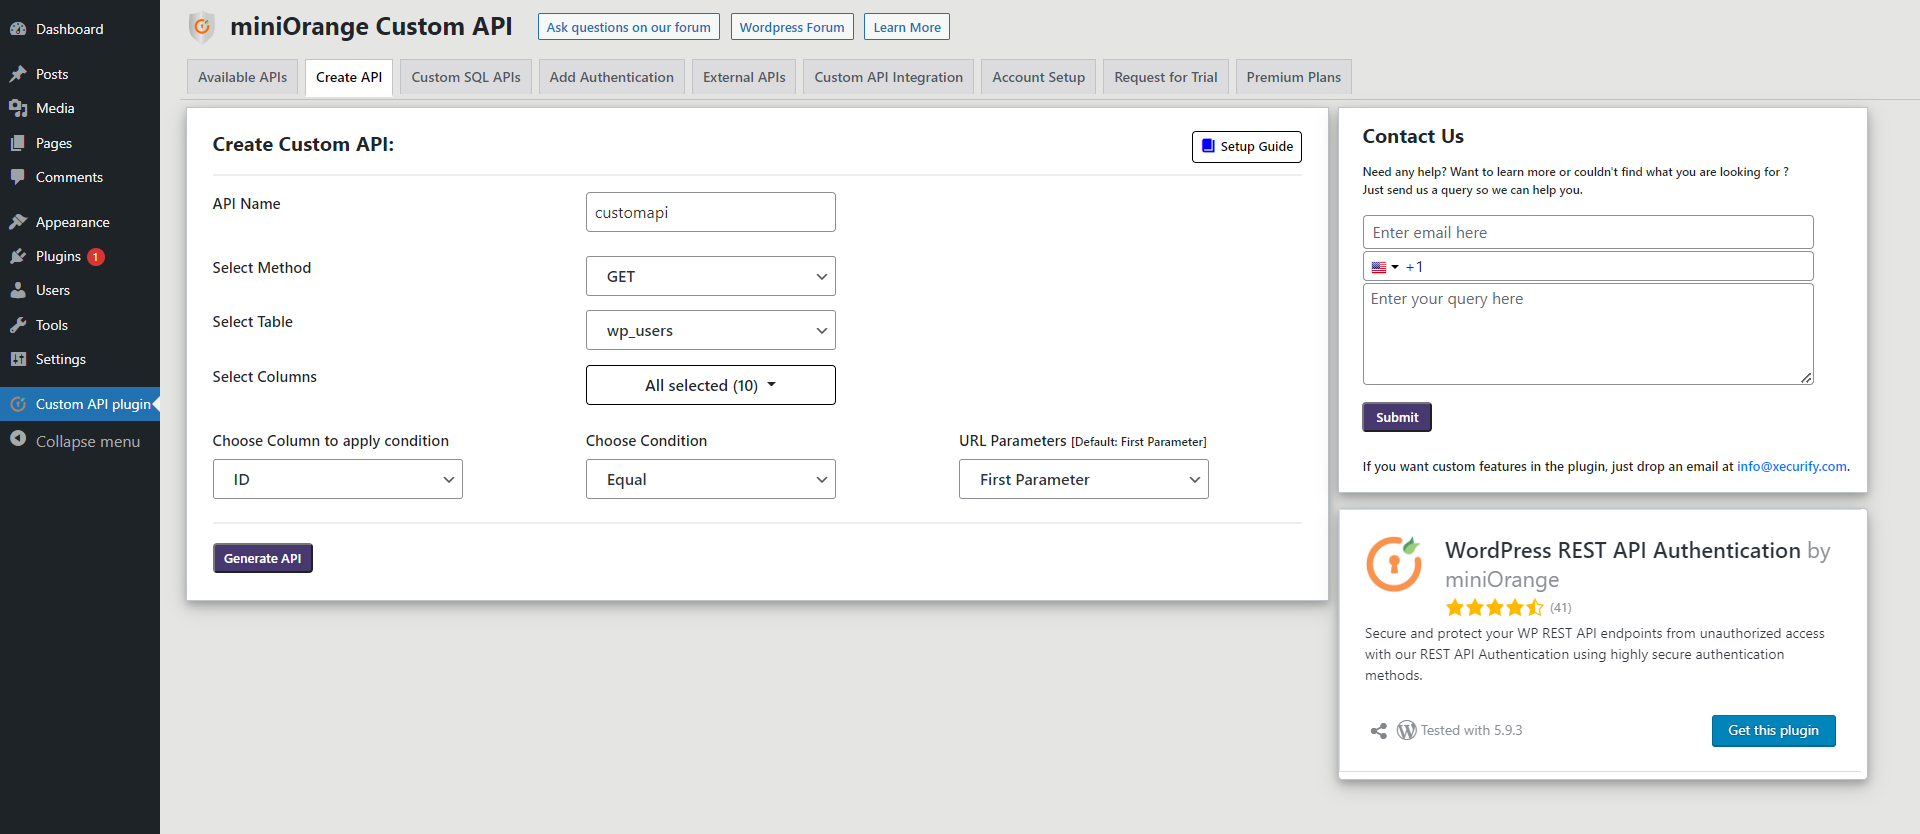 Dashboard
Posts
Media
Pages
Comments
Appearance
Plugins 1
Users
Tools
Settings
Custom API plugin
Collapse menu
miniOrange Custom API
Ask questions on our forum
Wordpress Forum
Learn More
Available APIs
Create API
Custom SQL APIs
Add Authentication
External APIs
Custom API Integration
Account Setup
Request for Trial
Premium Plans
Create Custom API:
Setup Guide
API Name
customapi
Select Method
GET
Select Table
wp_users
Select Columns
All selected (10)
Choose Column to apply condition
Choose Condition
URL Parameters [Default: First Parameter]
ID
Equal
First Parameter
Generate API
Contact Us
Need any help? Want to learn more or couldn't find what you are looking for ?
Just send us a query so we can help you.
Enter email here
+1
Enter your query here
Submit
If you want custom features in the plugin, just drop an email at info@xecurify.com.
WordPress REST API Authentication by
miniOrange
(41)
Secure and protect your WP REST API endpoints from unauthorized access
with our REST API Authentication using highly secure authentication
methods.
Tested with 5.9.3
Get this plugin